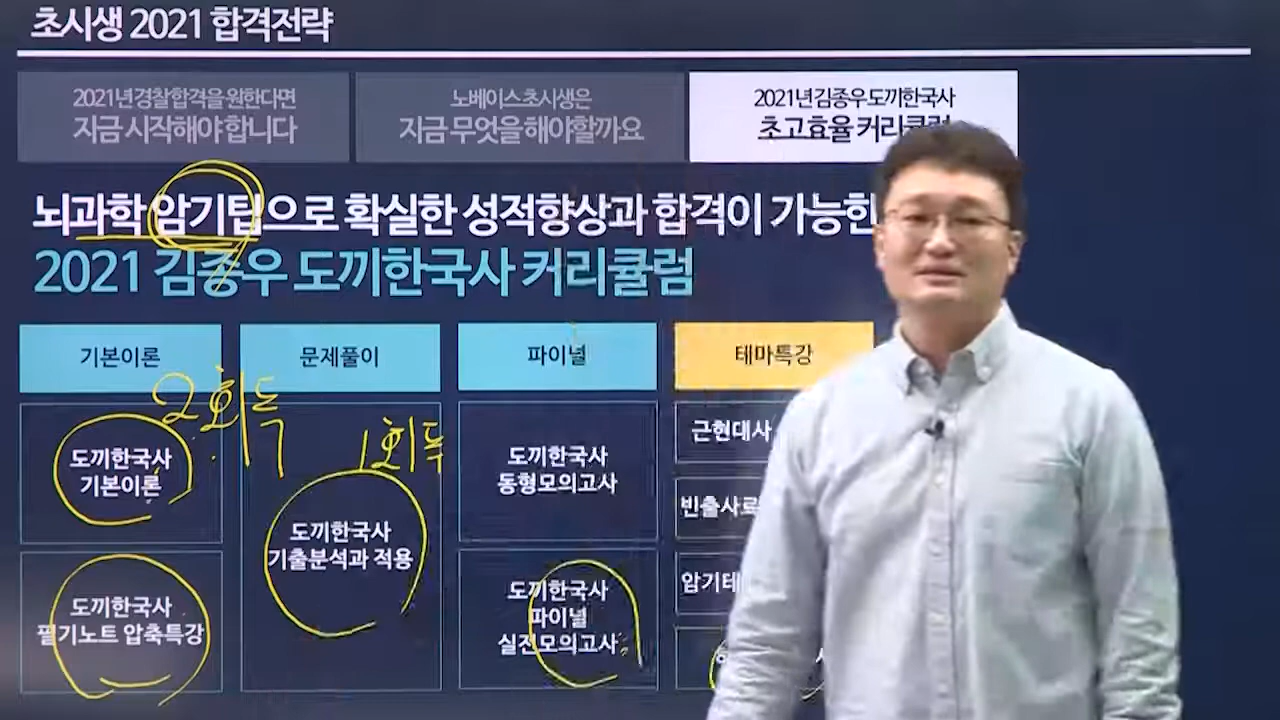 초시생 2021 합격전략
2021년 경찰합격을 원한다면
지금 시작해야 합니다
노베이스 초시생은
지금 무엇을 해야할까요
2021년 김종우 도끼한국사
초고효율 커리큘럼
뇌과학 암기팁으로 확실한 성적향상과 합격이 가능한
2021 김종우 도끼한국사 커리큘럼
기본이론
문제풀이
파이널
테마특강
2회독
1회독
도끼한국사
기본이론
도끼한국사
필기노트 압축특강
도끼한국사
기출분석과 적용
도끼한국사
동형모의고사
도끼한국사
파이널
실전모의고사
근현대사
빈출사료
암기테